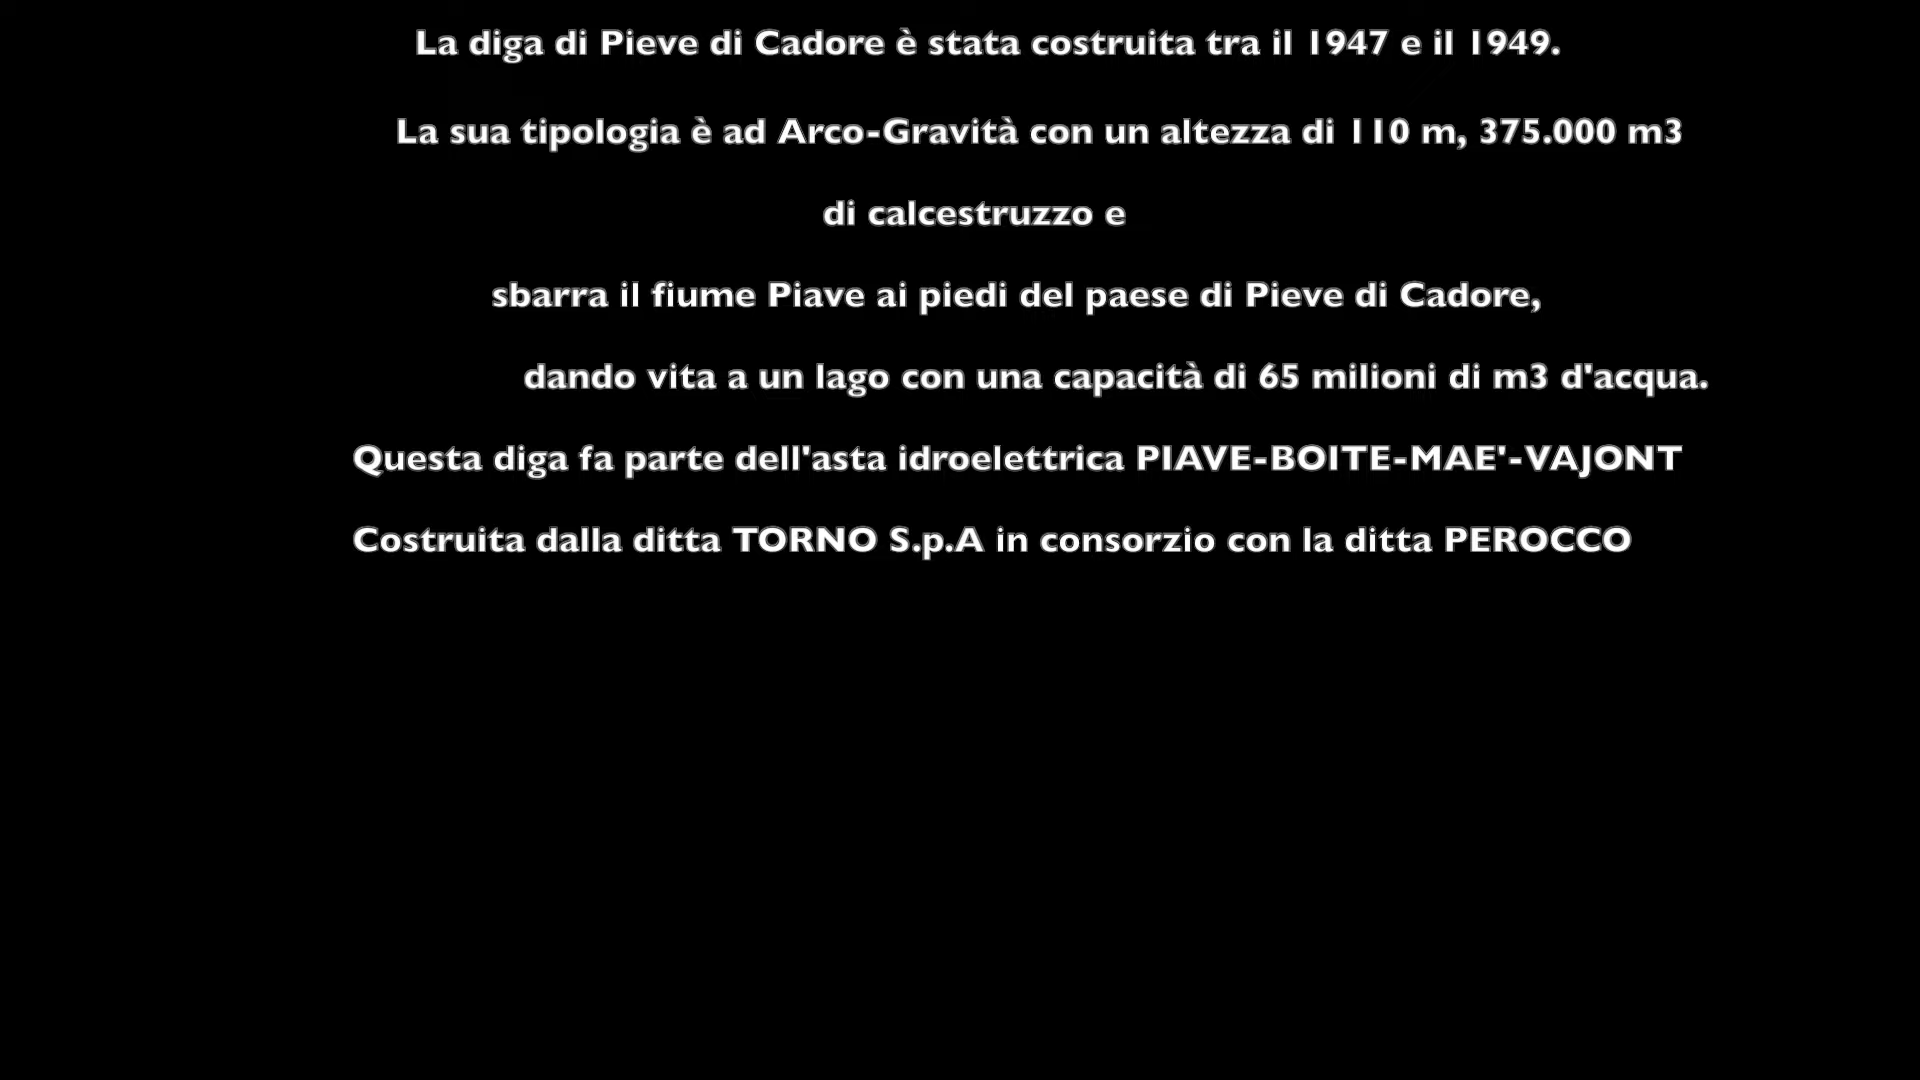 La diga di Pieve di Cadore è stata costruita tra il 1947 e il 1949.
La sua tipologia è ad Arco-Gravità con un altezza di 110 m, 375.000 m3
di calcestruzzo e
sbarra il fiume Piave ai piedi del paese di Pieve di Cadore,
dando vita a un lago con una capacità di 65 milioni di m3 d'acqua.
Questa diga fa parte dell'asta idroelettrica PIAVE-BOITE-MAE'-VAJONT
Costruita dalla ditta TORNO S.p.A in consorzio con la ditta PEROCCO